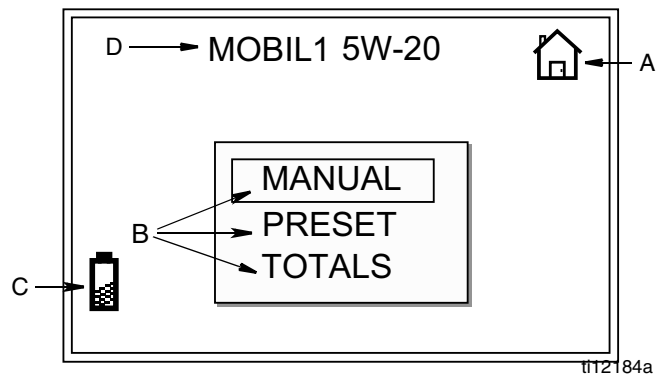 D MOBIL1 5W-20
A
MANUAL
B PRESET
TOTALS
C
ti12184a